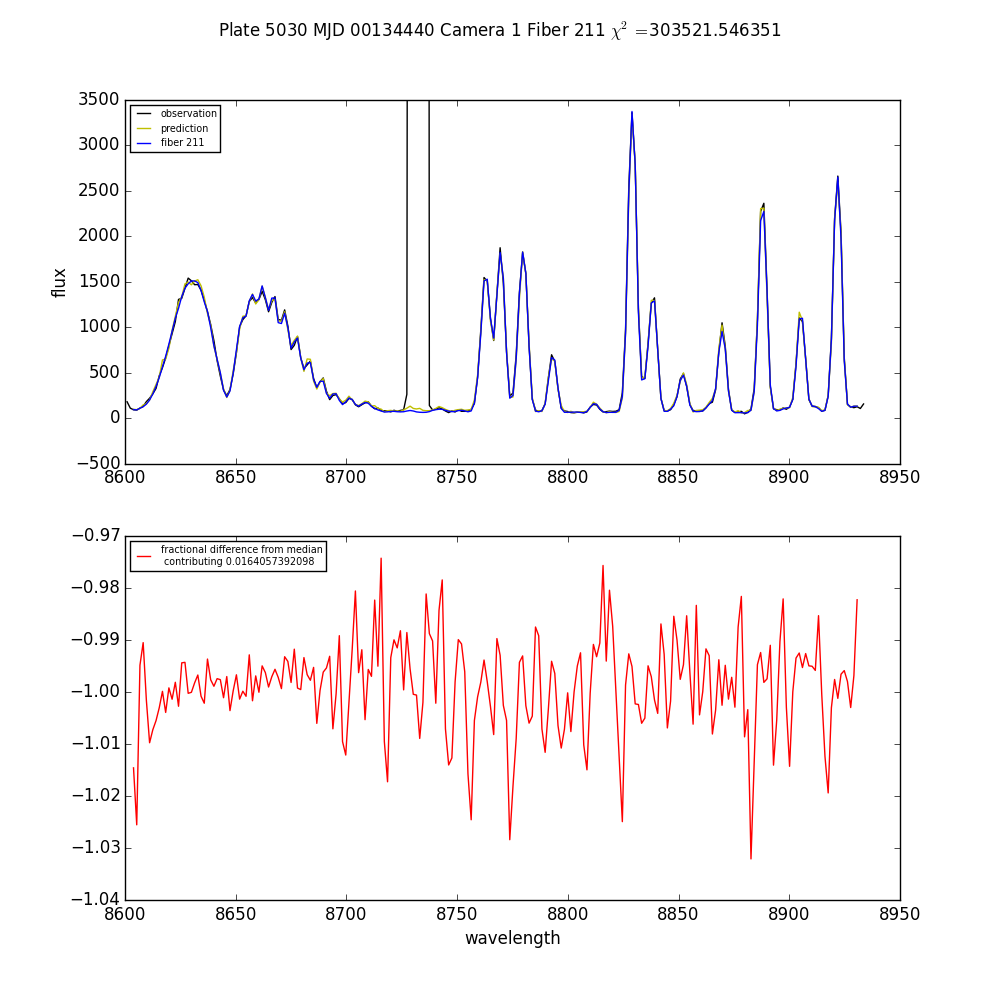 Plate 5030 MJD 00134440 Camera 1 Fiber 211 χ² =303521.546351
3500
3000
2500
2000
1500
1000
500
0
−500
flux
observation
prediction
fiber 211
8600 8650 8700 8750 8800 8850 8900 8950
−0.97
−0.98
−0.99
−1.00
−1.01
−1.02
−1.03
−1.04
fractional difference from median
contributing 0.0164057392098
8600 8650 8700 8750 8800 8850 8900 8950
wavelength